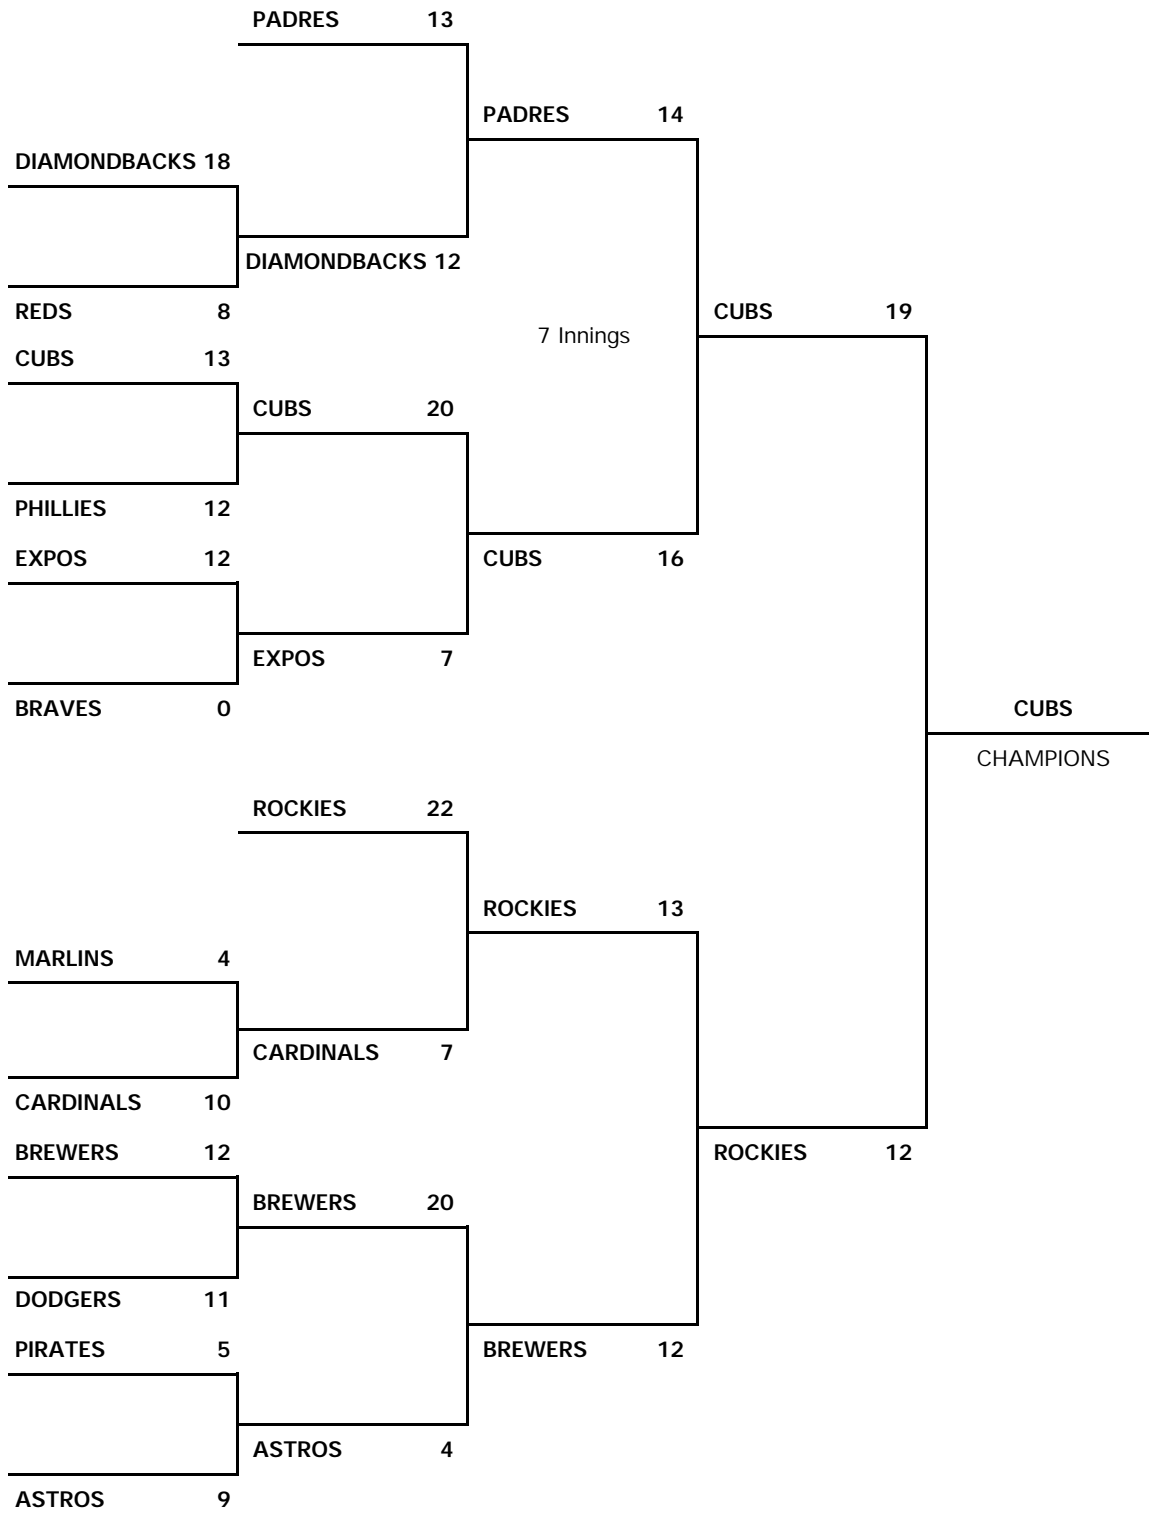 PADRES 13
PADRES 14
DIAMONDBACKS 18
DIAMONDBACKS 12
REDS 8
CUBS 19
7 Innings
CUBS 13
CUBS 20
PHILLIES 12
EXPOS 12
CUBS 16
EXPOS 7
BRAVES 0
CUBS
CHAMPIONS
ROCKIES 22
ROCKIES 13
MARLINS 4
CARDINALS 7
CARDINALS 10
BREWERS 12
ROCKIES 12
BREWERS 20
DODGERS 11
PIRATES 5
BREWERS 12
ASTROS 4
ASTROS 9